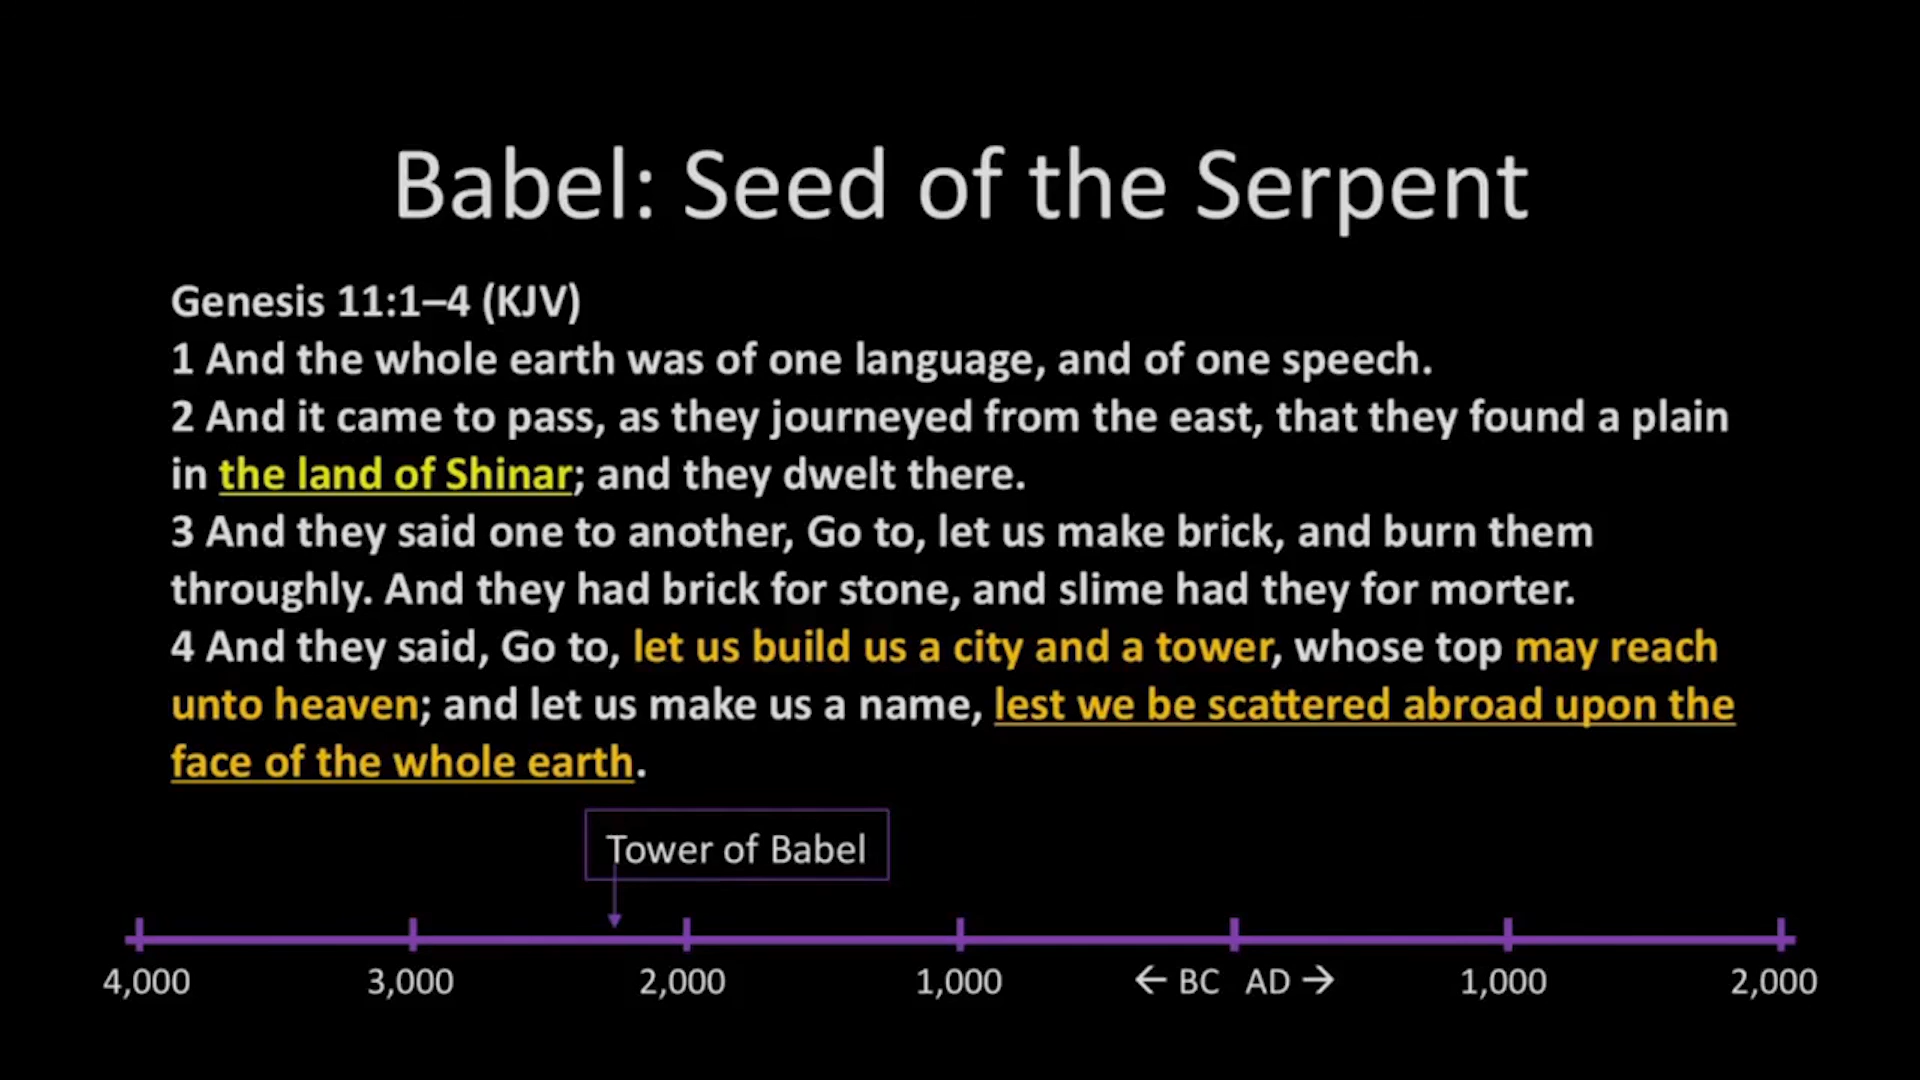 Babel: Seed of the Serpent
Genesis 11:1–4 (KJV)
1 And the whole earth was of one language, and of one speech.
2 And it came to pass, as they journeyed from the east, that they found a plain
in the land of Shinar; and they dwelt there.
3 And they said one to another, Go to, let us make brick, and burn them
throughly. And they had brick for stone, and slime had they for morter.
4 And they said, Go to, let us build us a city and a tower, whose top may reach
unto heaven; and let us make us a name, lest we be scattered abroad upon the
face of the whole earth.
Tower of Babel
4,000 3,000 2,000 1,000 ← BC AD → 1,000 2,000